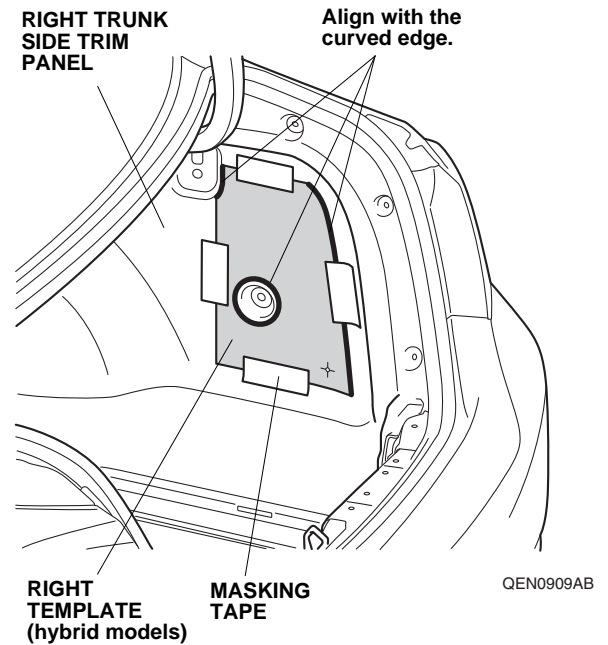 RIGHT TRUNK
SIDE TRIM
PANEL
Align with the
curved edge.
RIGHT
TEMPLATE
(hybrid models)
MASKING
TAPE
QEN0909AB